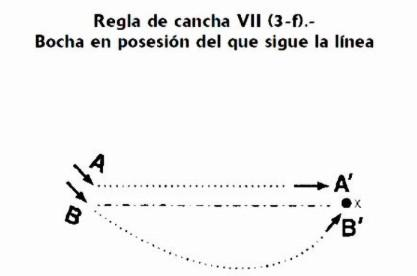 Regla de cancha VII (3-f).-
Bocha en posesión del que sigue la línea
A
A'
x
B
B'